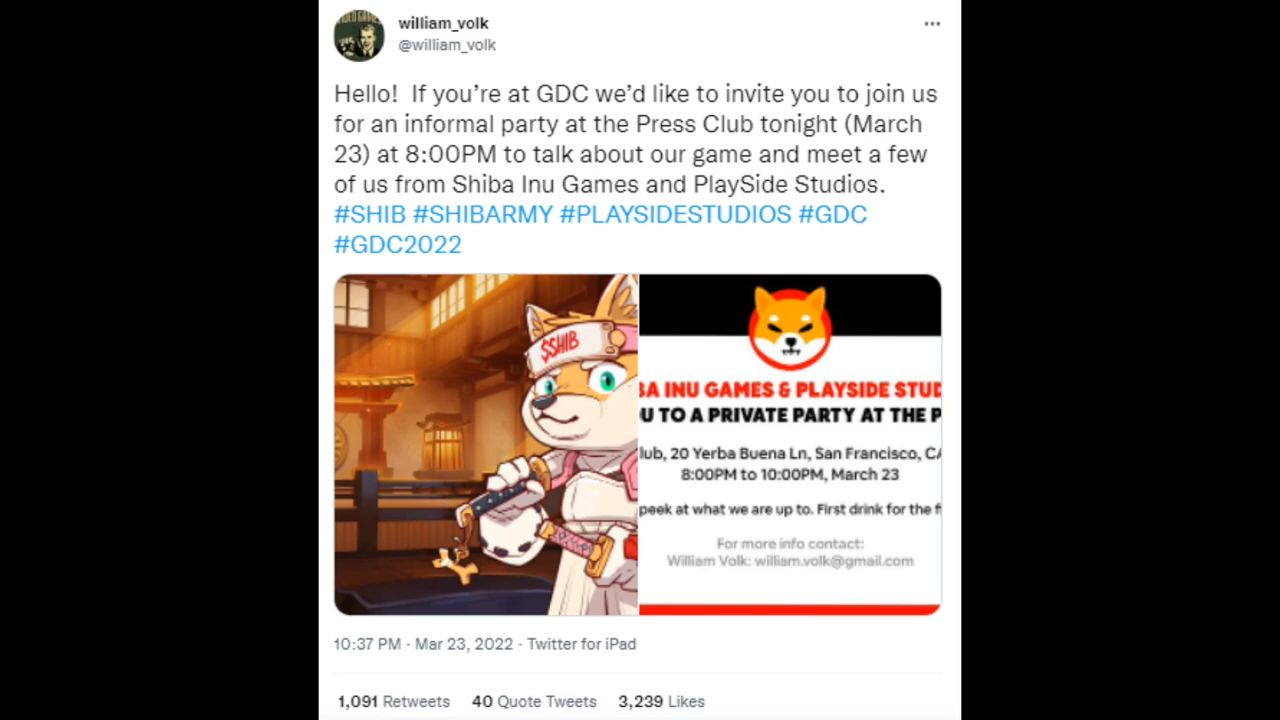 william_volk
@william_volk
Hello! If you're at GDC we'd like to invite you to join us
for an informal party at the Press Club tonight (March
23) at 8:00PM to talk about our game and meet a few
of us from Shiba Inu Games and PlaySide Studios.
#SHIB #SHIBARMY #PLAYSIDESTUDIOS #GDC
#GDC2022
$SHIB
BA INU GAMES & PLAYSIDE STUD
U TO A PRIVATE PARTY AT THE P
lub, 20 Yerba Buena Ln, San Francisco, CA
8:00PM to 10:00PM, March 23
peek at what we are up to. First drink for the f
For more info contact:
William Volk: william.volk@gmail.com
10:37 PM · Mar 23, 2022 · Twitter for iPad
1,091 Retweets 40 Quote Tweets 3,239 Likes